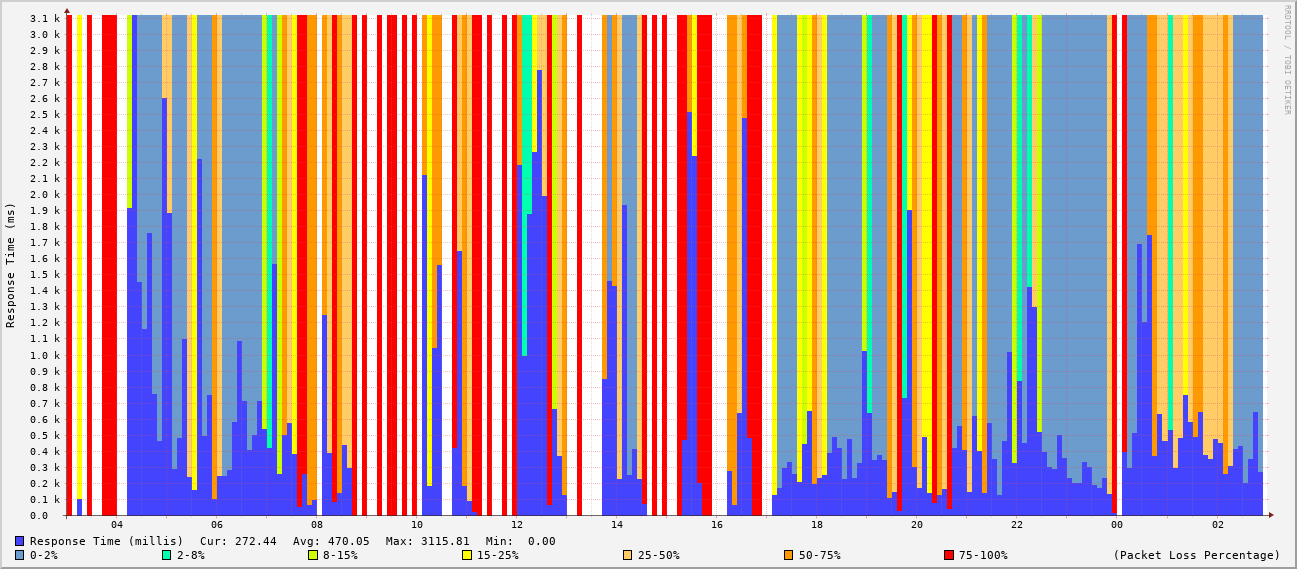 3.1 k
3.0 k
2.9 k
2.8 k
2.7 k
2.6 k
2.5 k
2.4 k
2.3 k
2.2 k
2.1 k
2.0 k
1.9 k
1.8 k
1.7 k
1.6 k
1.5 k
1.4 k
1.3 k
1.2 k
1.1 k
1.0 k
0.9 k
0.8 k
0.7 k
0.6 k
0.5 k
0.4 k
0.3 k
0.2 k
0.1 k
0.0
Response Time (ms)
RRDTOOL / TOBI OETIKER
04 06 08 10 12 14 16 18 20 22 00 02
Response Time (millis) Cur: 272.44 Avg: 470.05 Max: 3115.81 Min: 0.00
0-2% 2-8% 8-15% 15-25% 25-50% 50-75% 75-100% (Packet Loss Percentage)